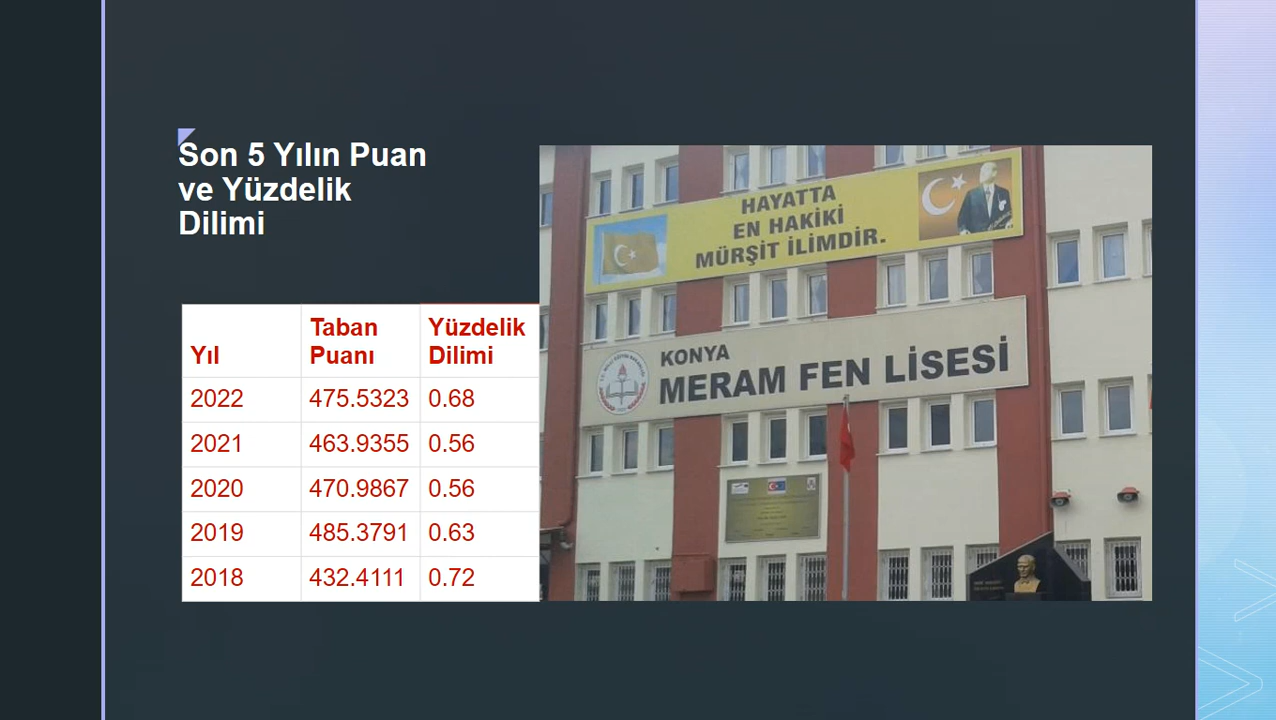 Son 5 Yılın Puan
ve Yüzdelik
Dilimi
Yıl Taban Puanı Yüzdelik Dilimi
2022 475.5323 0.68
2021 463.9355 0.56
2020 470.9867 0.56
2019 485.3791 0.63
2018 432.4111 0.72
HAYATTA
EN HAKİKİ
MÜRŞİT İLİMDİR.
KONYA
MERAM FEN LİSESİ